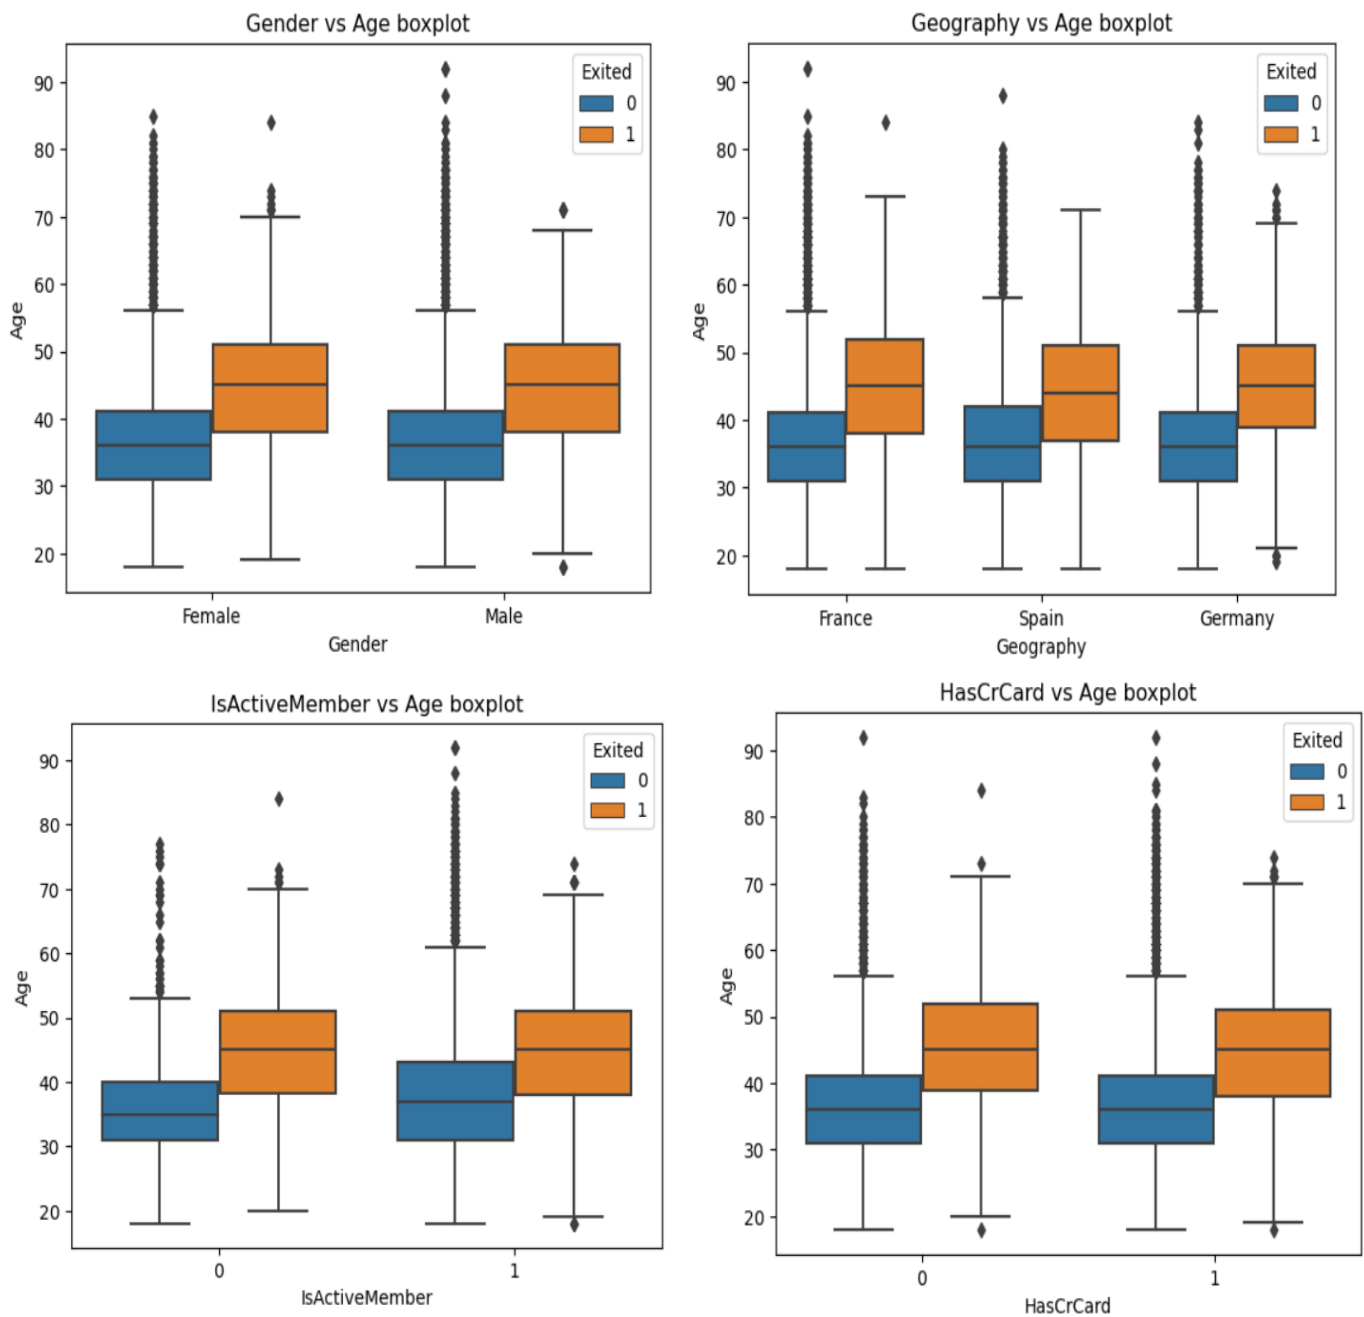 Gender vs Age boxplot
Exited
0
1
90
80
70
60
50
40
30
20
Age
Female Male
Gender
Geography vs Age boxplot
Exited
0
1
90
80
70
60
50
40
30
20
Age
France Spain Germany
Geography
IsActiveMember vs Age boxplot
Exited
0
1
90
80
70
60
50
40
30
20
Age
0 1
IsActiveMember
HasCrCard vs Age boxplot
Exited
0
1
90
80
70
60
50
40
30
20
Age
0 1
HasCrCard